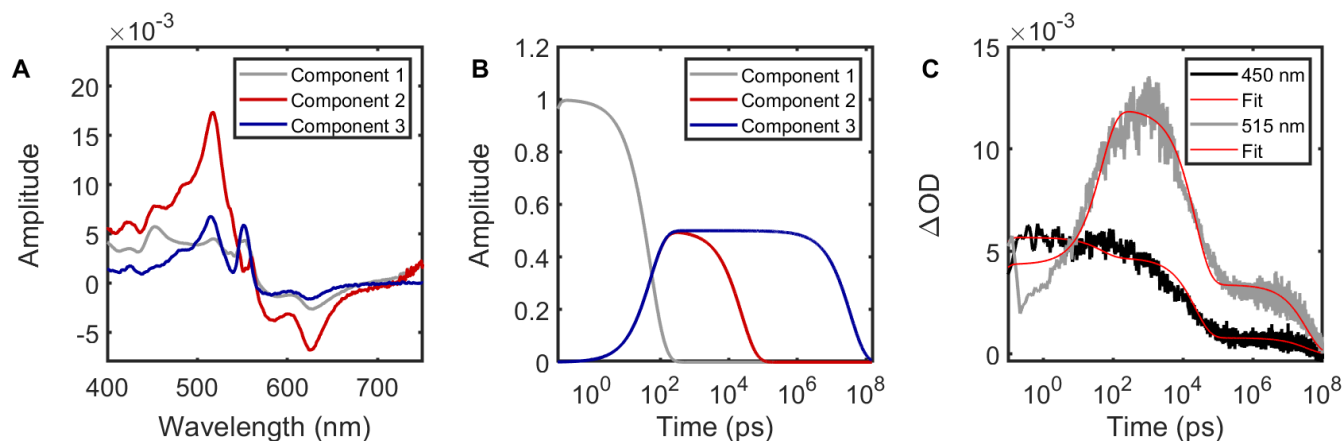 ×10⁻³
A
Amplitude
20
15
10
5
0
-5
400
500
600
700
Wavelength (nm)
Component 1
Component 2
Component 3
B
Amplitude
1.2
1
0.8
0.6
0.4
0.2
0
10⁰
10²
10⁴
10⁶
10⁸
Time (ps)
Component 1
Component 2
Component 3
×10⁻³
C
ΔOD
15
10
5
0
10⁰
10²
10⁴
10⁶
10⁸
Time (ps)
450 nm
Fit
515 nm
Fit